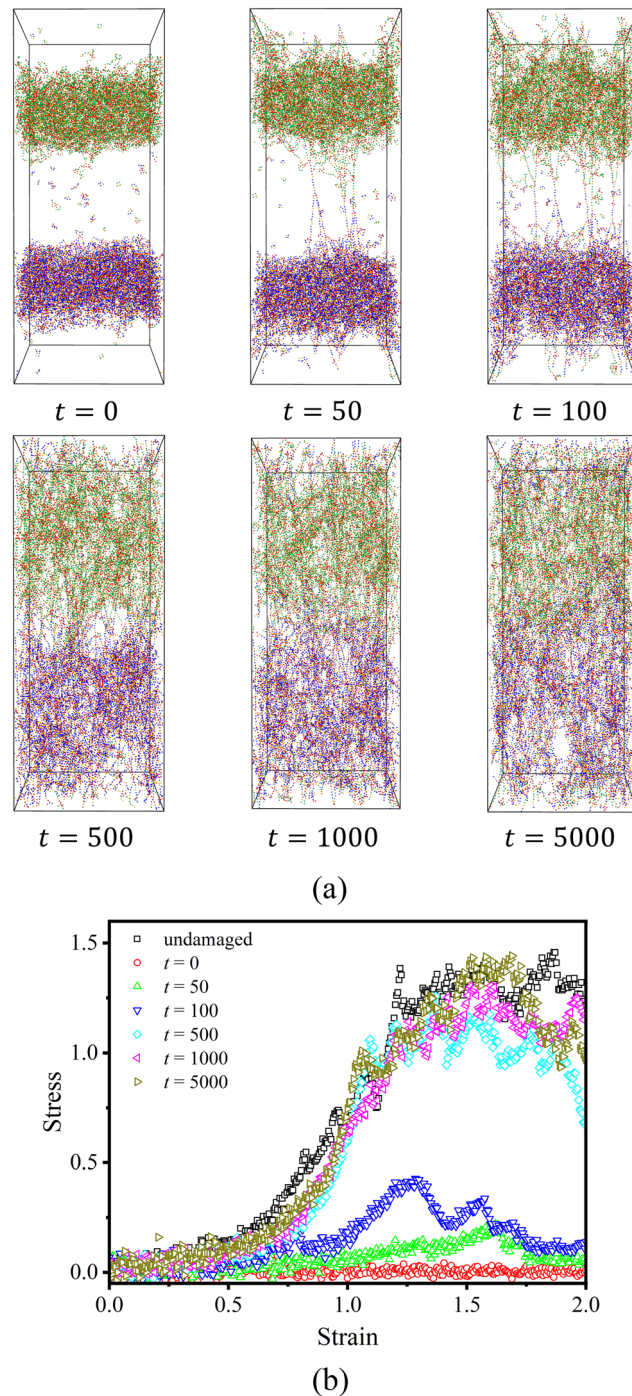 t = 0 t = 50 t = 100
t = 500 t = 1000 t = 5000
(a)
1.5
1.0
0.5
0.0
Stress
undamaged
t = 0
t = 50
t = 100
t = 500
t = 1000
t = 5000
0.0 0.5 1.0 1.5 2.0
Strain
(b)